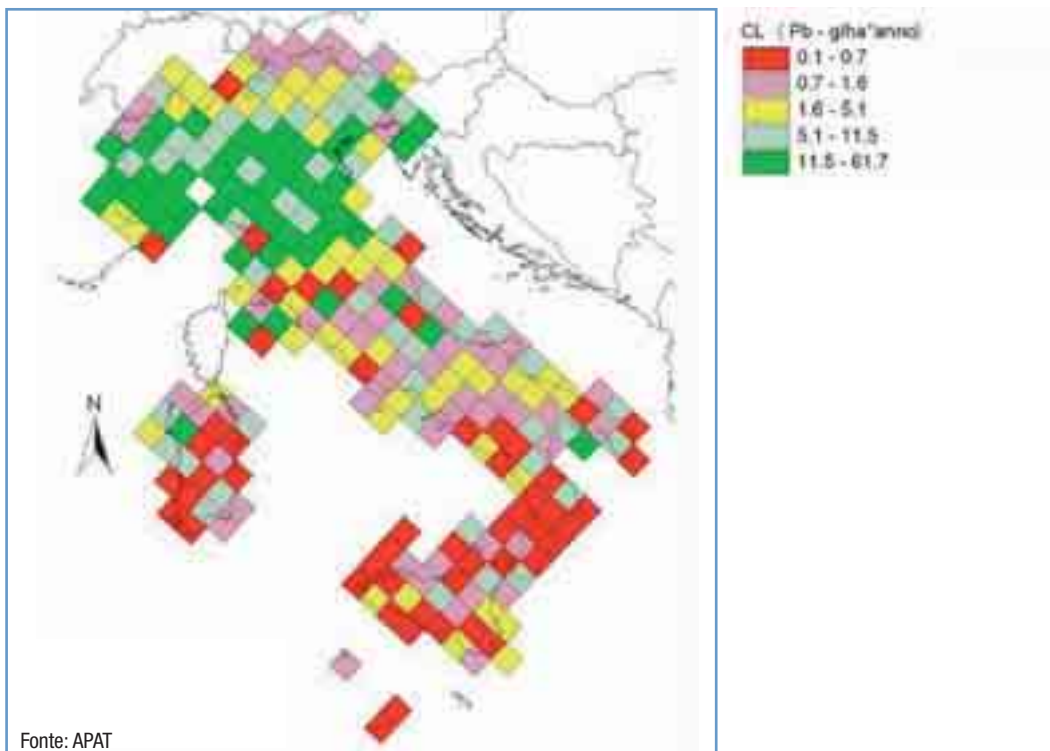 CL ( Pb - g/ha*anno)
0.1 - 0.7
0.7 - 1.6
1.6 - 5.1
5.1 - 11.5
11.5 - 61.7
N
Fonte: APAT